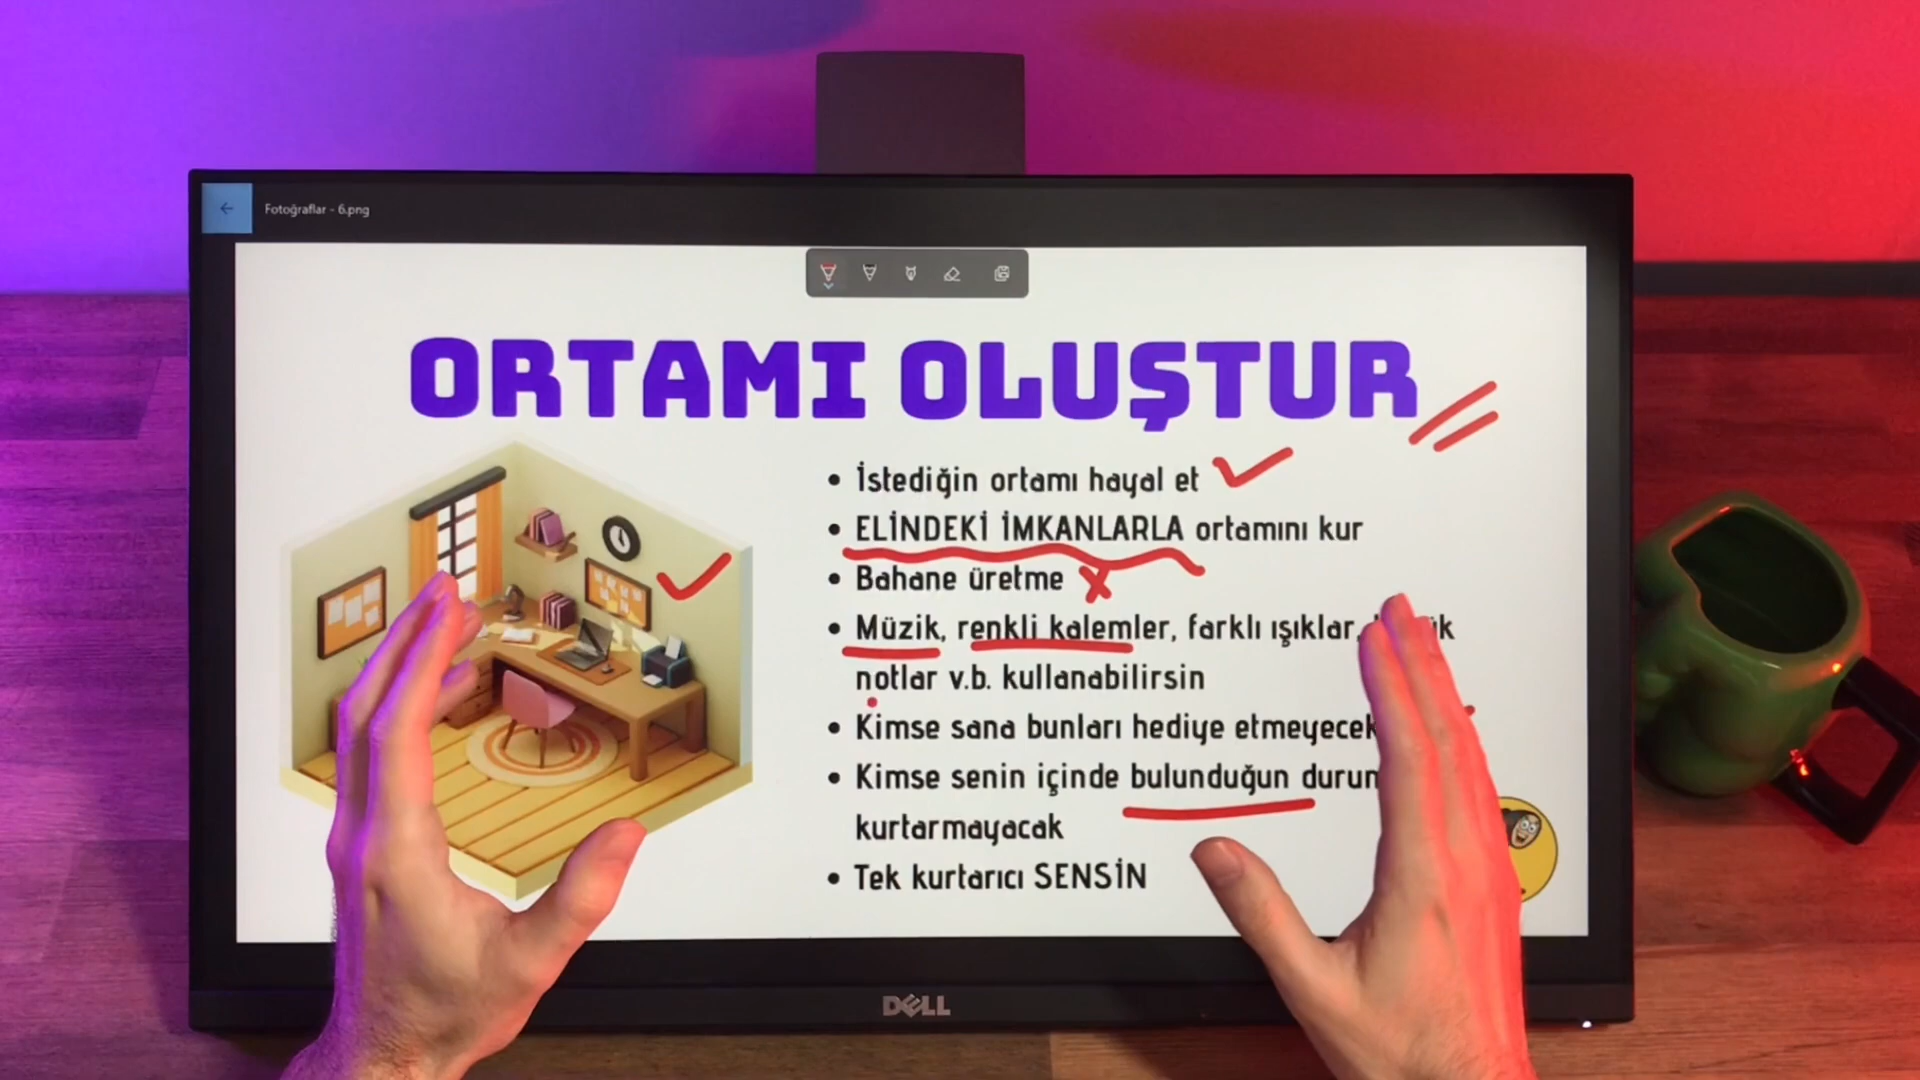 Fotoğraflar - 6.png
ORTAMI OLUŞTUR
• İstediğin ortamı hayal et
• ELİNDEKİ İMKANLARLA ortamını kur
• Bahane üretme
• Müzik, renkli kalemler, farklı ışıklar,
notlar v.b. kullanabilirsin
• Kimse sana bunları hediye etmeyecek
• Kimse senin içinde bulunduğun
kurtarmayacak
• Tek kurtarıcı SENSİN
DELL